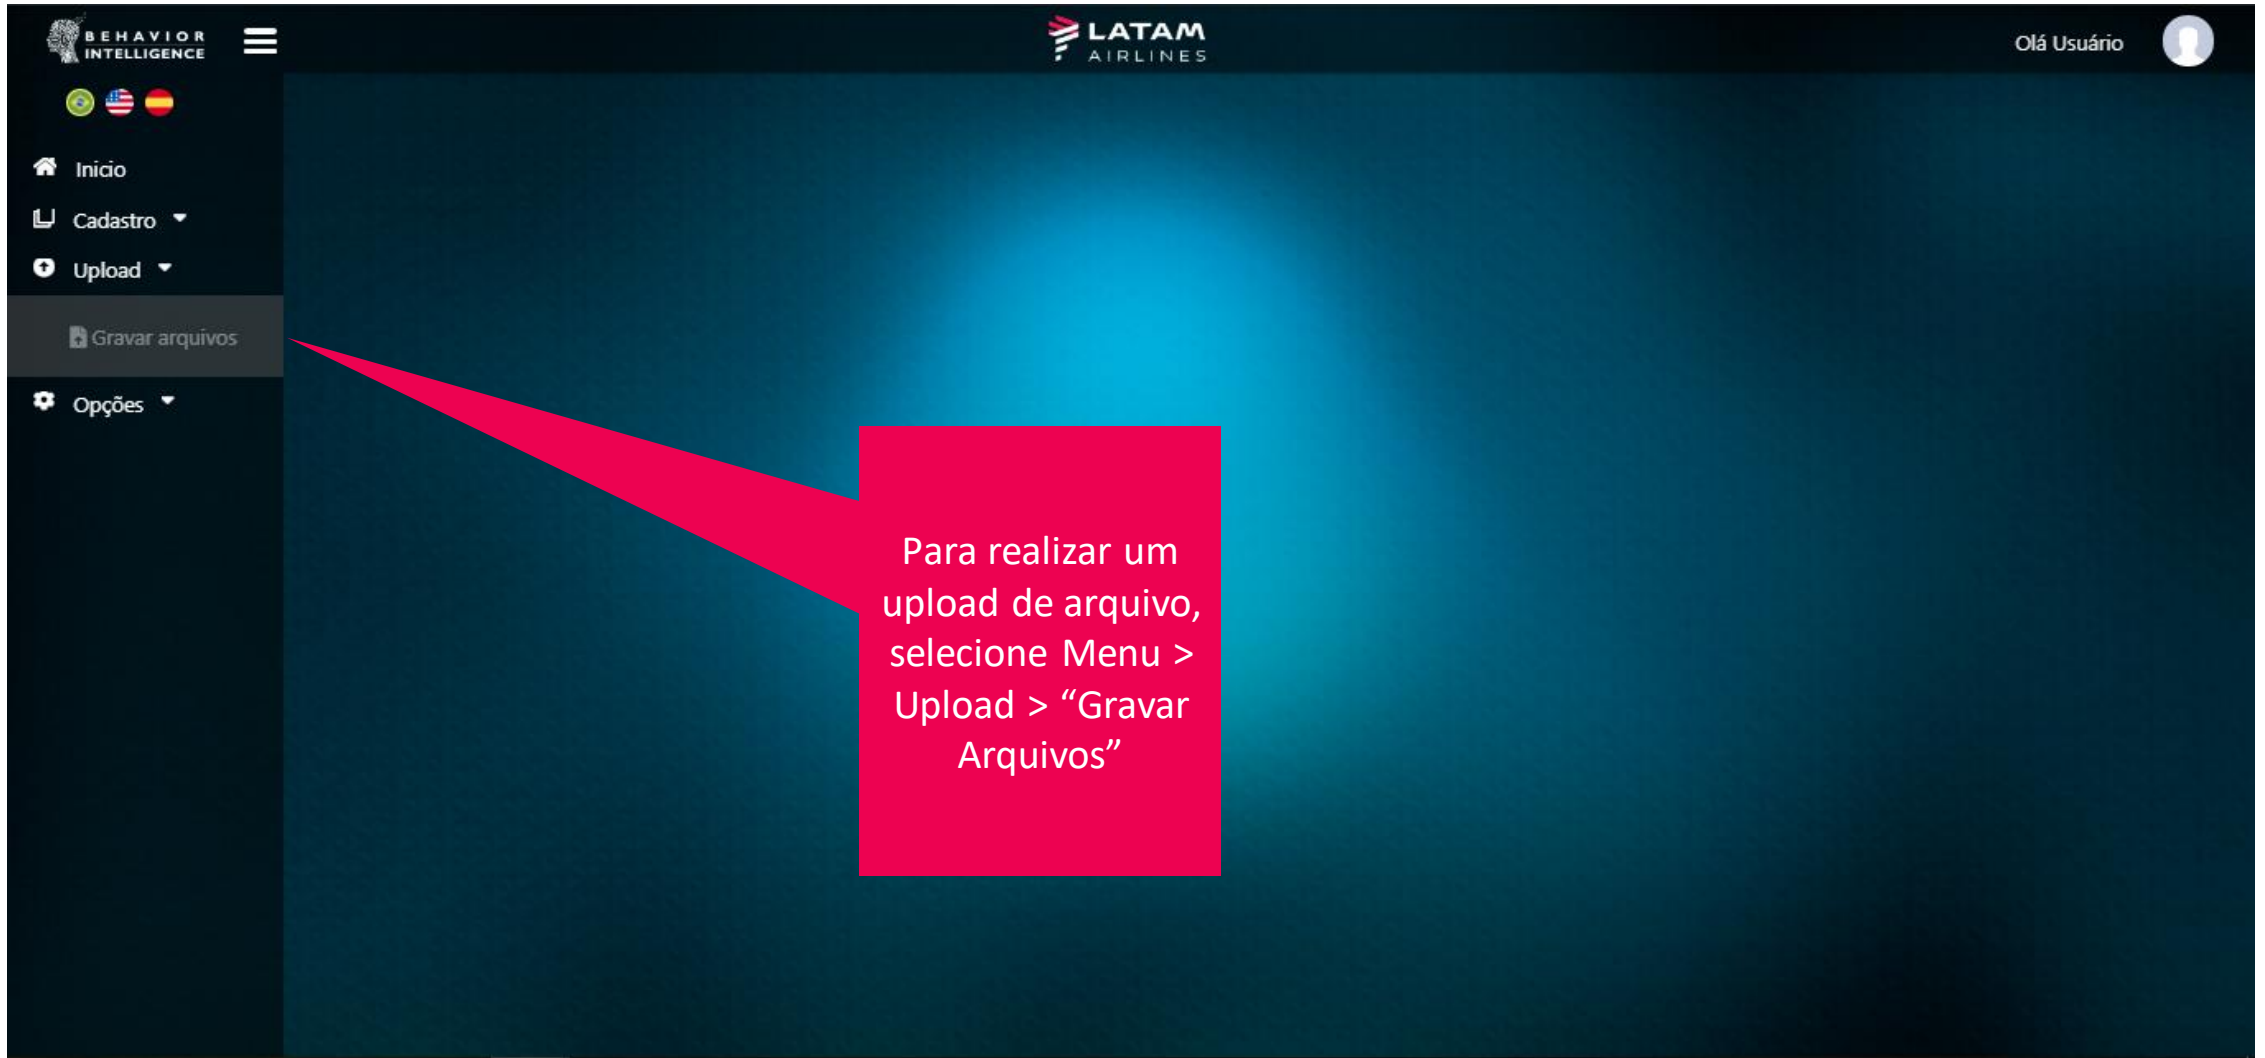 BEHAVIOR
INTELLIGENCE
LATAM
AIRLINES
Olá Usuário
Inicio
Cadastro
Upload
Gravar arquivos
Opções
Para realizar um
upload de arquivo,
selecione Menu >
Upload > “Gravar
Arquivos”